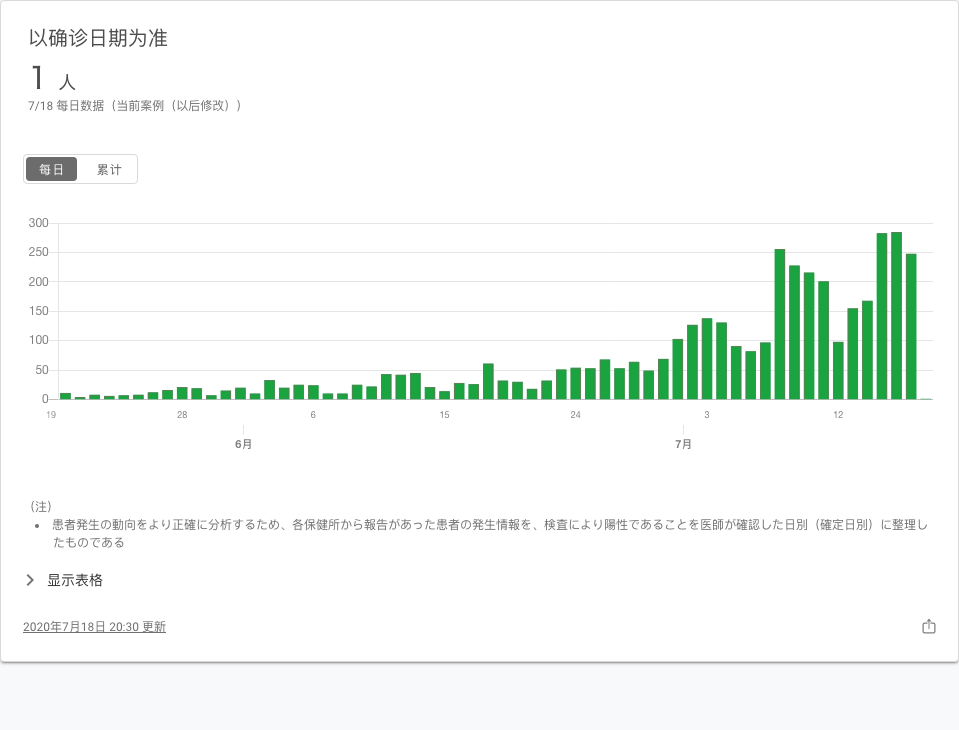 以确诊日期为准
1 人
7/18 每日数据（当前案例（以后修改））
每日 累计
300
250
200
150
100
50
0
19 28 6 15 24 3 12
6月 7月
（注）
• 患者発生の動向をより正確に分析するため、各保健所から報告があった患者の発生情報を、検査により陽性であることを医師が確認した日別（確定日別）に整理し
たものである
显示表格
2020年7月18日 20:30 更新